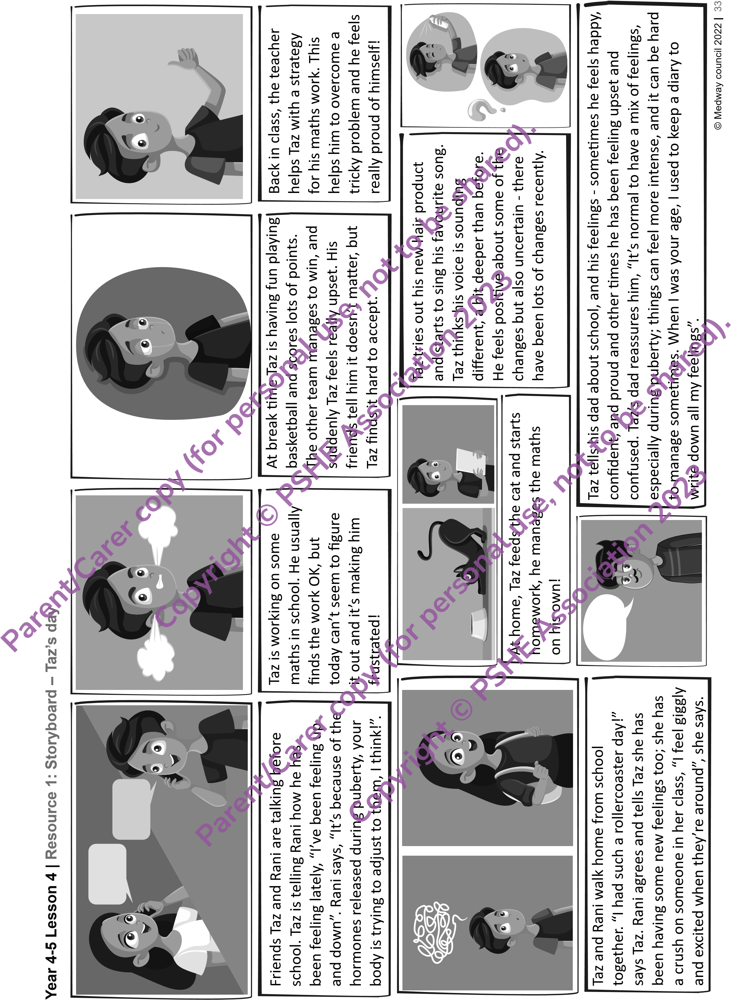 Year 4-5 Lesson 4 | Resource 1: Storyboard – Taz’s day
Friends Taz and Rani are talking before
school. Taz is telling Rani how he has
been feeling lately, “I’ve been feeling up
and down”. Rani says, “It’s because of the
hormones released during puberty, your
body is trying to adjust to them, I think!”.
Taz is working on some
maths in school. He usually
finds the work OK, but
today can’t seem to figure
it out and it’s making him
frustrated!
At break time Taz is having fun playing
basketball and scores lots of points.
The other team manages to win, and
suddenly Taz feels really upset. His
friends tell him it doesn’t matter, but
Taz finds it hard to accept.
Back in class, the teacher
helps Taz with a strategy
for his maths work. This
helps him to overcome a
tricky problem and he feels
really proud of himself!
Taz and Rani walk home from school
together. “I had such a rollercoaster day!”
says Taz. Rani agrees and tells Taz she has
been having some new feelings too; she has
a crush on someone in her class, “I feel giggly
and excited when they’re around”, she says.
At home, Taz feeds the cat and starts
homework, he manages the maths
on his own!
Taz tries out his new hair product
and starts to sing his favourite song.
Taz thinks his voice is sounding
different, a bit deeper than before.
He feels positive about some of the
changes but also uncertain - there
have been lots of changes recently.
Taz tells his dad about school, and his feelings - sometimes he feels happy,
confident, and proud and other times he has been feeling upset and
confused. Taz’s dad reassures him, “It’s normal to have a mix of feelings,
especially during puberty; things can feel more intense, and it can be hard
to manage sometimes. When I was your age, I used to keep a diary to
write down all my feelings”.
© Medway council 2022 | 33
Parent/Carer copy (for personal use, not to be shared).
Copyright © PSHE Association 2023
Parent/Carer copy (for personal use, not to be shared).
Copyright © PSHE Association 2023